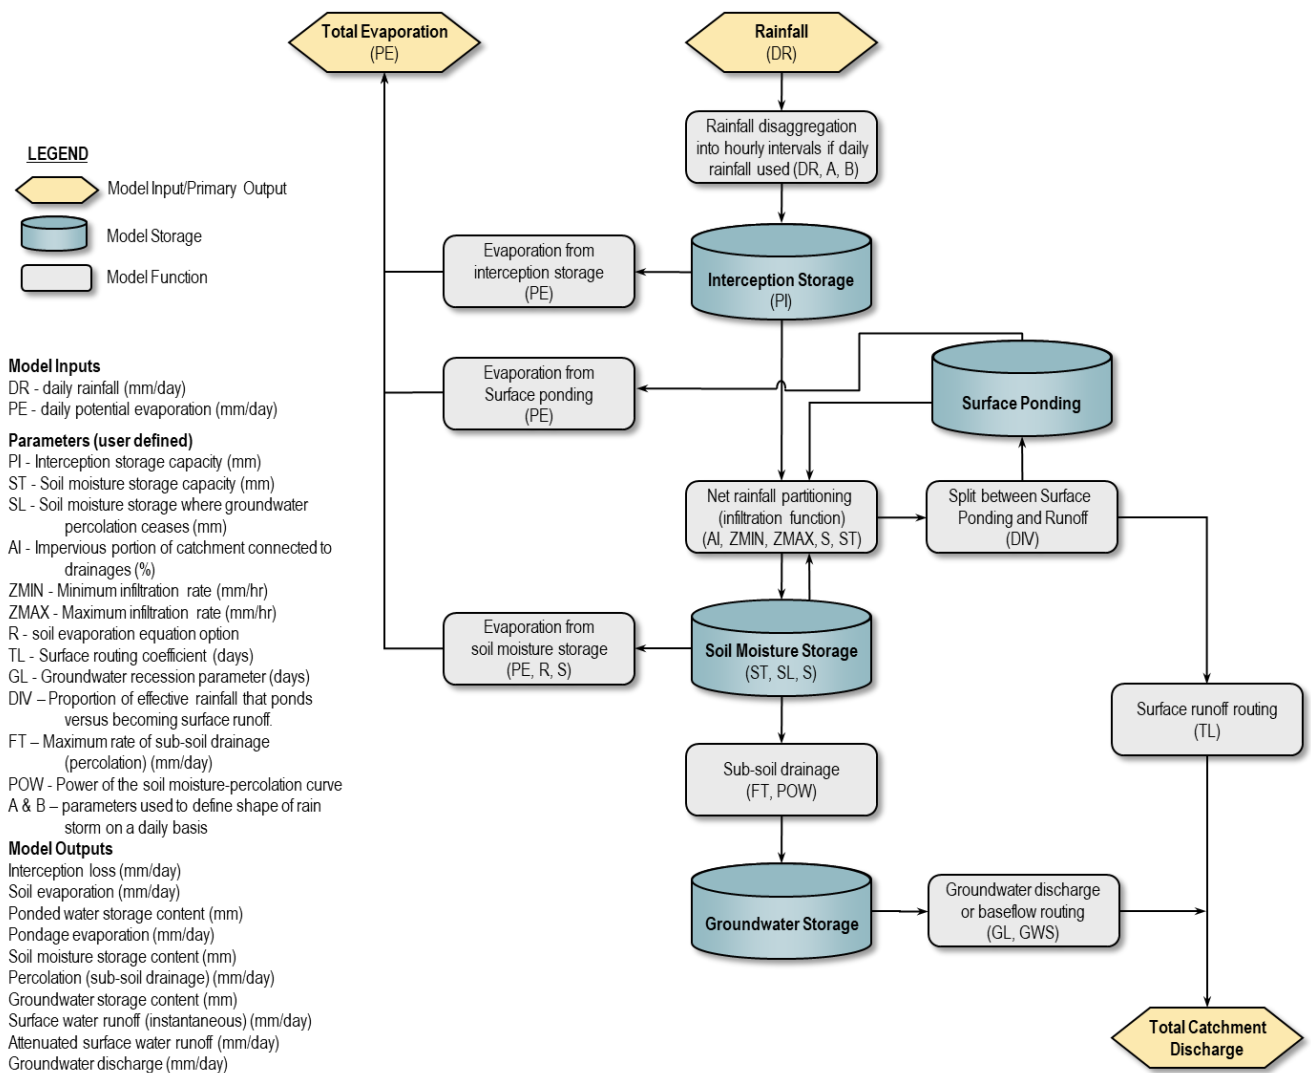 Total Evaporation
(PE)
Rainfall
(DR)
Rainfall disaggregation
into hourly intervals if daily
rainfall used (DR, A, B)
LEGEND
Model Input/Primary Output
Model Storage
Model Function
Evaporation from
interception storage
(PE)
Interception Storage
(PI)
Evaporation from
Surface ponding
(PE)
Surface Ponding
Net rainfall partitioning
(infiltration function)
(AI, ZMIN, ZMAX, S, ST)
Split between Surface
Ponding and Runoff
(DIV)
Evaporation from
soil moisture storage
(PE, R, S)
Soil Moisture Storage
(ST, SL, S)
Surface runoff routing
(TL)
Sub-soil drainage
(FT, POW)
Groundwater Storage
Groundwater discharge
or baseflow routing
(GL, GWS)
Total Catchment
Discharge
Model Inputs
DR - daily rainfall (mm/day)
PE - daily potential evaporation (mm/day)
Parameters (user defined)
PI - Interception storage capacity (mm)
ST - Soil moisture storage capacity (mm)
SL - Soil moisture storage where groundwater
percolation ceases (mm)
AI - Impervious portion of catchment connected to
drainages (%)
ZMIN - Minimum infiltration rate (mm/hr)
ZMAX - Maximum infiltration rate (mm/hr)
R - soil evaporation equation option
TL - Surface routing coefficient (days)
GL - Groundwater recession parameter (days)
DIV – Proportion of effective rainfall that ponds
versus becoming surface runoff.
FT – Maximum rate of sub-soil drainage
(percolation) (mm/day)
POW - Power of the soil moisture-percolation curve
A & B – parameters used to define shape of rain
storm on a daily basis
Model Outputs
Interception loss (mm/day)
Soil evaporation (mm/day)
Ponded water storage content (mm)
Pondage evaporation (mm/day)
Soil moisture storage content (mm)
Percolation (sub-soil drainage) (mm/day)
Groundwater storage content (mm)
Surface water runoff (instantaneous) (mm/day)
Attenuated surface water runoff (mm/day)
Groundwater discharge (mm/day)